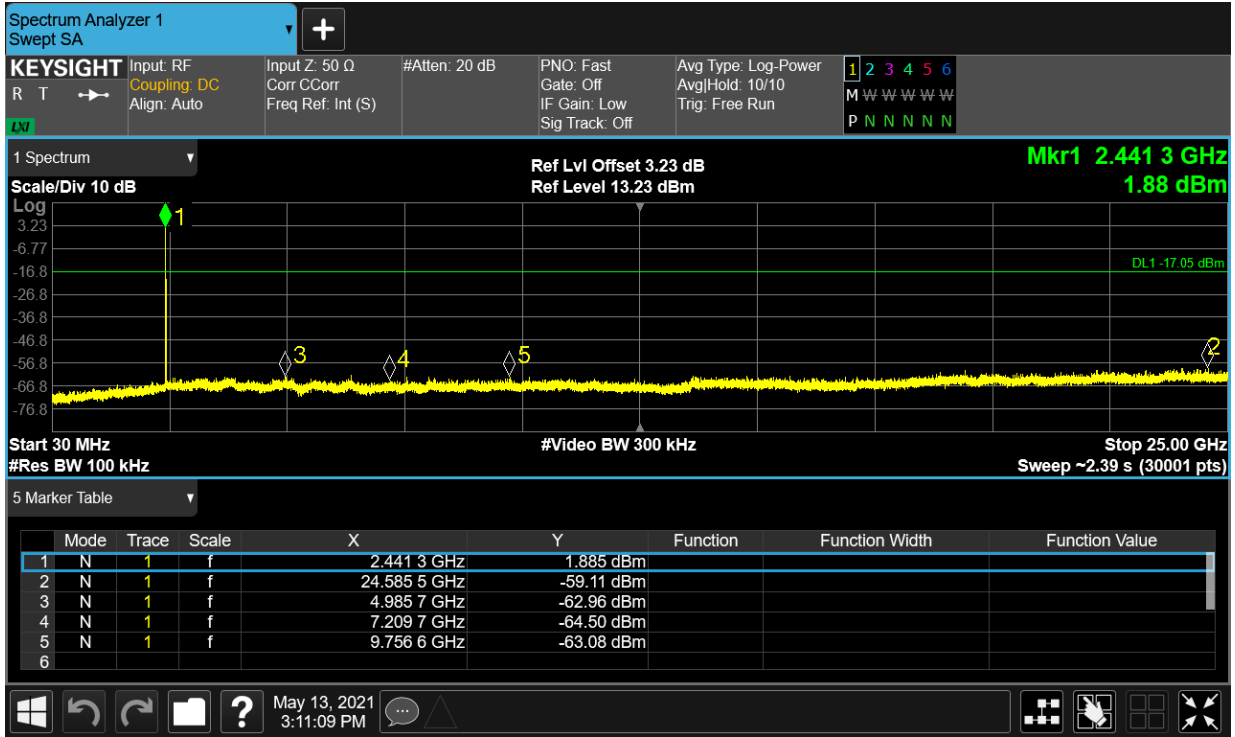 Spectrum Analyzer 1
Swept SA
KEYSIGHT Input: RF Input Z: 50 Ω #Atten: 20 dB PNO: Fast Avg Type: Log-Power 1 2 3 4 5 6
R T Coupling: DC Corr CCorr Gate: Off Avg|Hold: 10/10 M W W W W W
Align: Auto Freq Ref: Int (S) IF Gain: Low Trig: Free Run
LXI Sig Track: Off P N N N N N N
1 Spectrum Ref Lvl Offset 3.23 dB Mkr1 2.441 3 GHz
Scale/Div 10 dB Ref Level 13.23 dBm 1.88 dBm
Log
1
3.23
-6.77
DL1 -17.05 dBm
-16.8
-26.8
-36.8
-46.8
3 4 5 2
-56.8
-66.8
-76.8
Start 30 MHz #Video BW 300 kHz Stop 25.00 GHz
#Res BW 100 kHz Sweep ~2.39 s (30001 pts)
5 Marker Table
Mode Trace Scale X Y Function Function Width Function Value
1 N 1 f 2.441 3 GHz 1.885 dBm
2 N 1 f 24.585 5 GHz -59.11 dBm
3 N 1 f 4.985 7 GHz -62.96 dBm
4 N 1 f 7.209 7 GHz -64.50 dBm
5 N 1 f 9.756 6 GHz -63.08 dBm
6
? May 13, 2021
3:11:09 PM